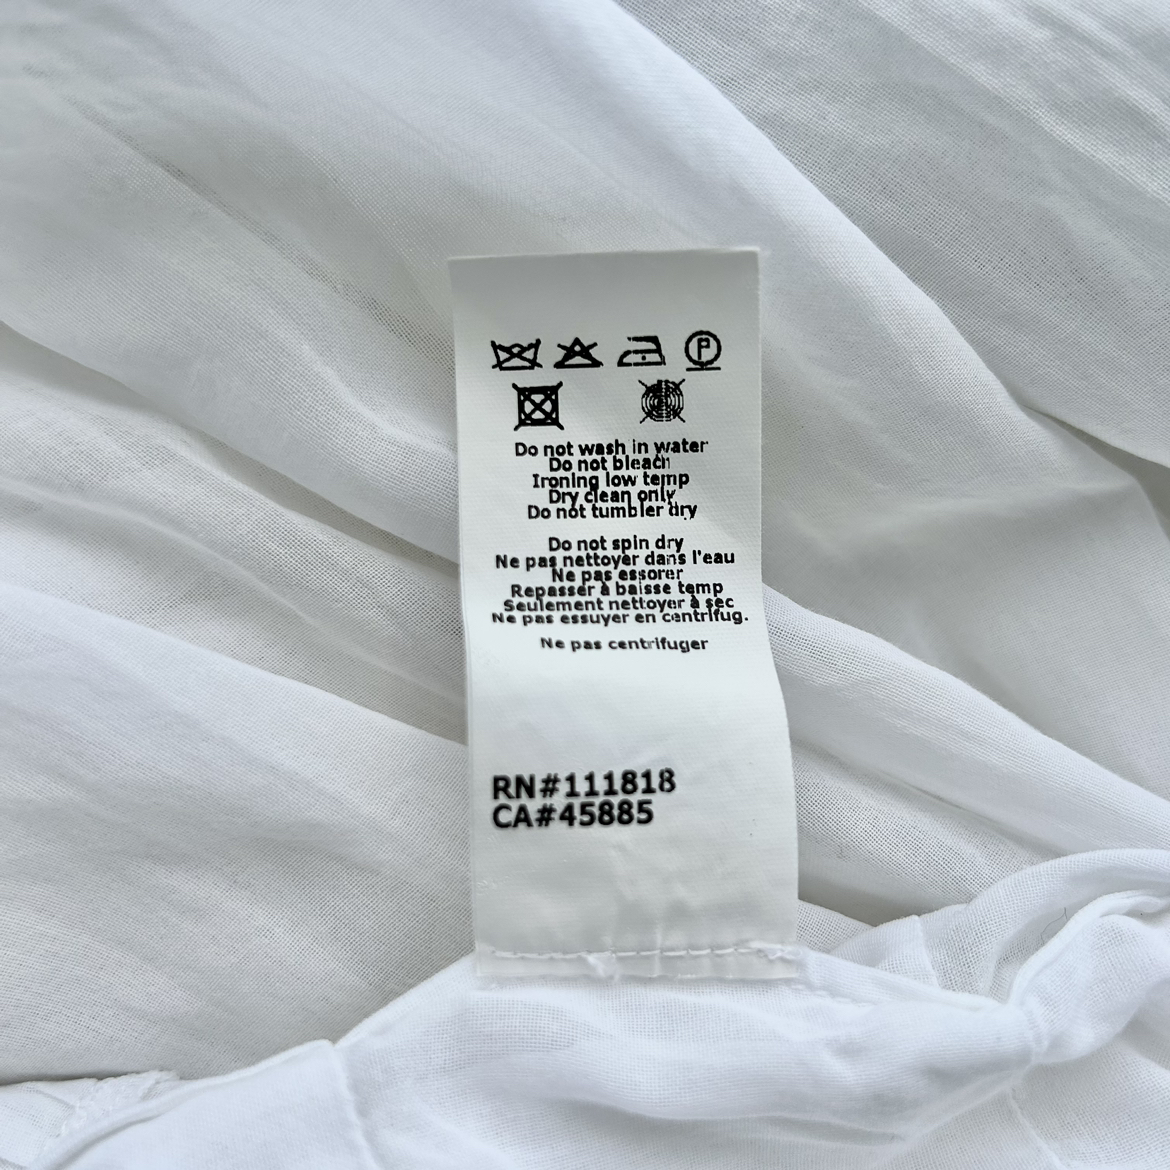 P
Do not wash in water
Do not bleach
Ironing low temp
Dry clean only
Do not tumbler dry
Do not spin dry
Ne pas nettoyer dans l'eau
Ne pas essorer
Repasser à baisse temp
Seulement nettoyer à sec
Ne pas essuyer en centrifug.
Ne pas centrifuger
RN#111818
CA#45885